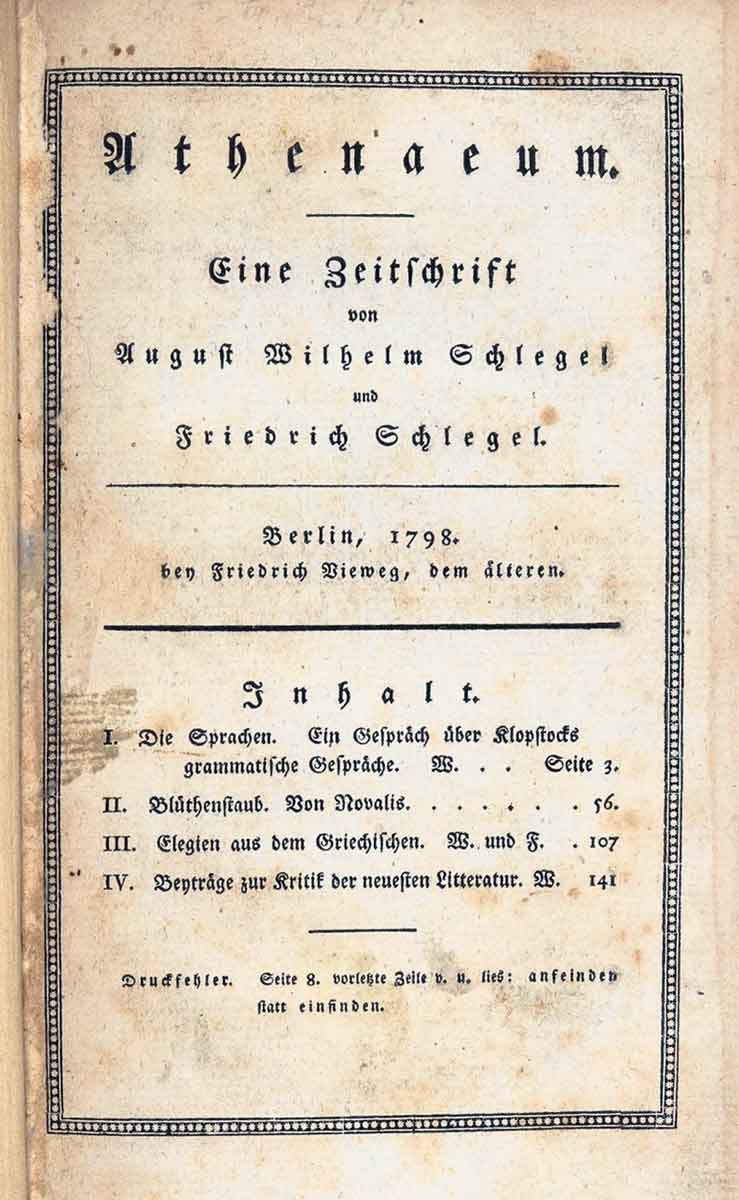 Athenaeum.
Eine Zeitschrift
von
August Wilhelm Schlegel
und
Friedrich Schlegel.
Berlin, 1798.
bey Friedrich Vieweg, dem älteren.
Inhalt.
I. Die Sprachen. Ein Gespräch über Klopstocks
grammatische Gespräche. W. . . Seite 3.
II. Blüthenstaub. Von Novalis. . . . . . . 56.
III. Elegien aus dem Griechischen. W. und F. . 107
IV. Beyträge zur Kritik der neuesten Litteratur. W. 141
Druckfehler. Seite 8. vorletzte Zeile v. u. lies: anfeinden
statt einfinden.